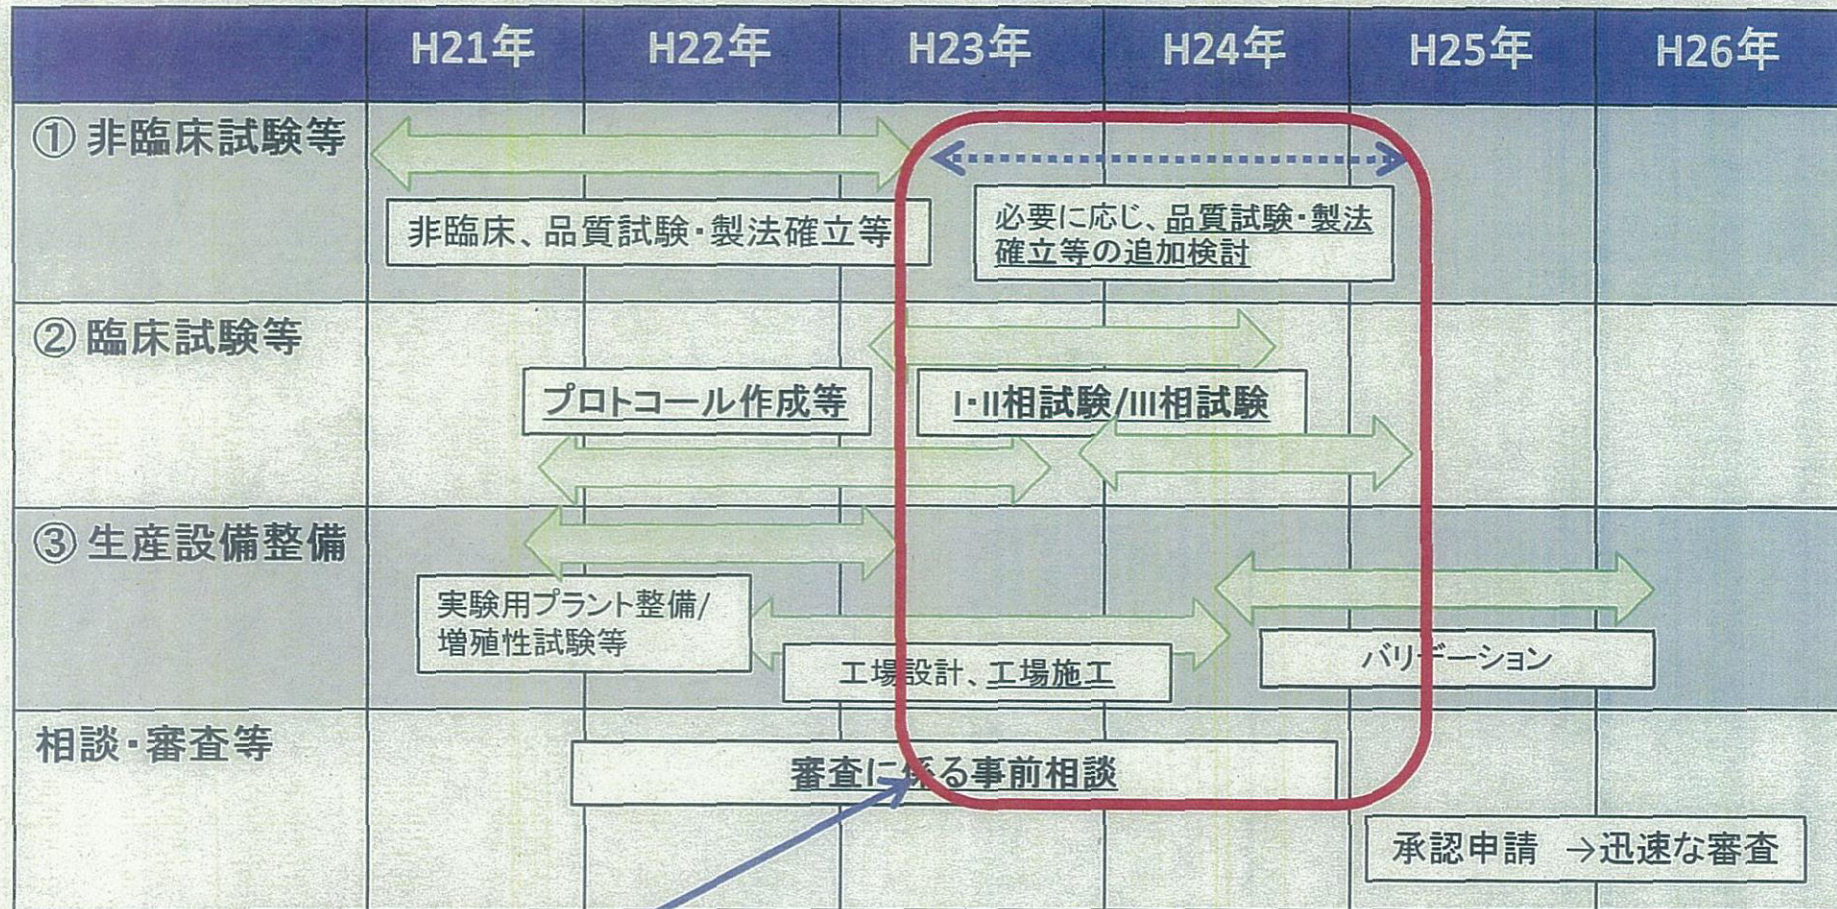 H21年 H22年 H23年 H24年 H25年 H26年
① 非臨床試験等
非臨床、品質試験・製法確立等
必要に応じ、品質試験・製法
確立等の追加検討
② 臨床試験等
プロトコール作成等
I・II相試験/III相試験
③ 生産設備整備
実験用プラント整備/
増殖性試験等
工場設計、工場施工
バリデーション
相談・審査等
審査に係る事前相談
承認申請 →迅速な審査